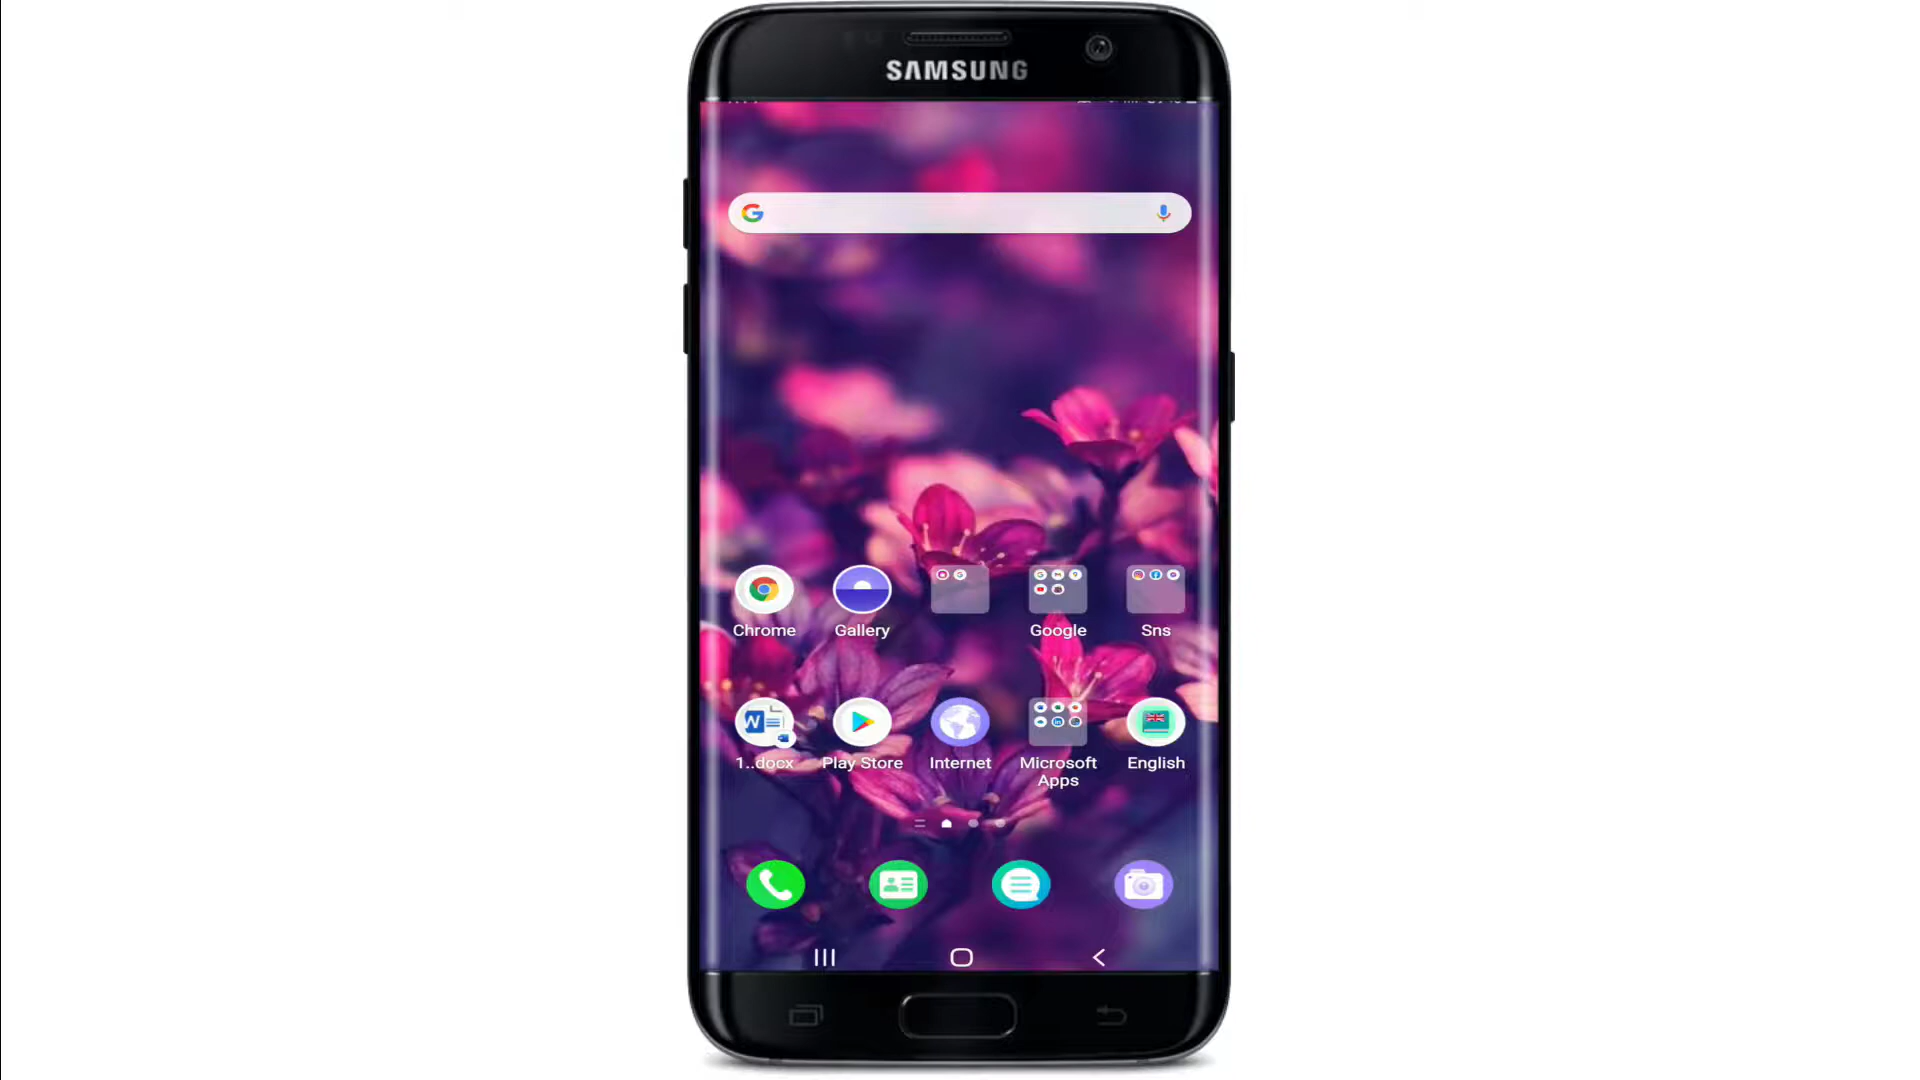 SAMSUNG
Chrome
Gallery
Google
Sns
1..docx
Play Store
Internet
Microsoft
Apps
English